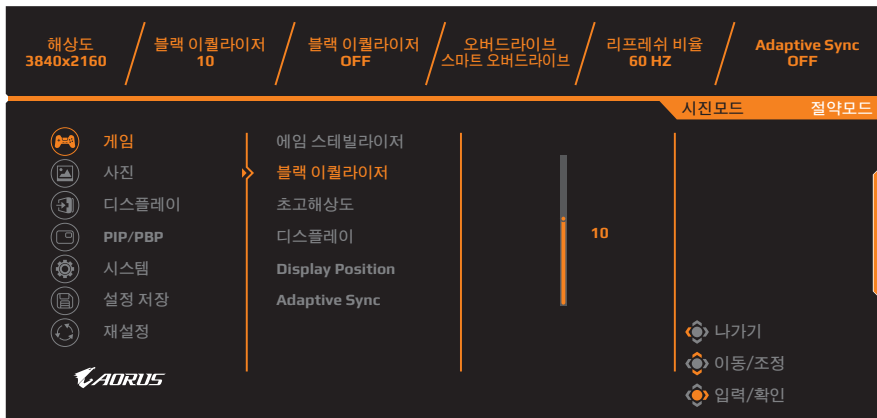 해상도
3840x2160
블랙 이퀄라이저
10
블랙 이퀄라이저
OFF
오버드라이브
스마트 오버드라이브
리프레쉬 비율
60 HZ
Adaptive Sync
OFF
시진모드 절약모드
게임
사진
디스플레이
PIP/PBP
시스템
설정 저장
재설정
에임 스테빌라이저
블랙 이퀄라이저
초고해상도
디스플레이
Display Position
Adaptive Sync
10
나가기
이동/조정
입력/확인
AORUS